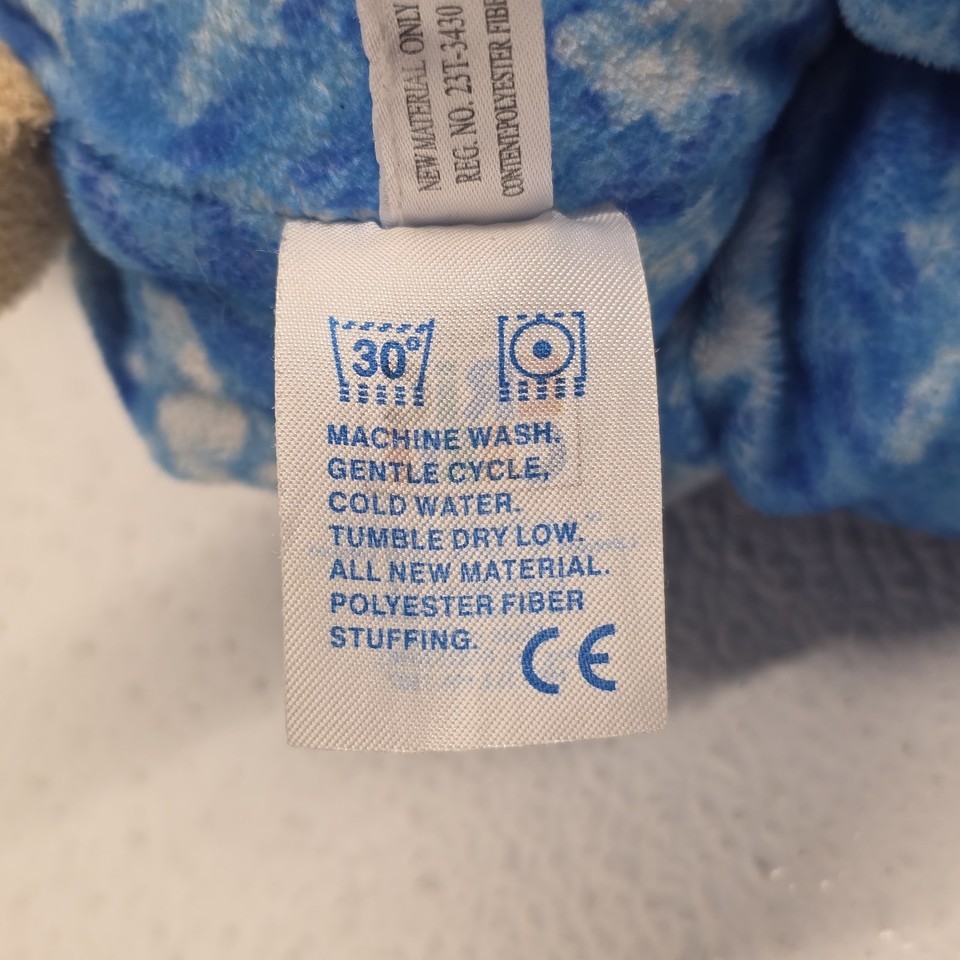 NEW MATERIAL ONLY
REG. NO. 23T-3430
CONTENT:POLYESTER
30°
MACHINE WASH.
GENTLE CYCLE,
COLD WATER.
TUMBLE DRY LOW.
ALL NEW MATERIAL.
POLYESTER FIBER
STUFFING.
CE